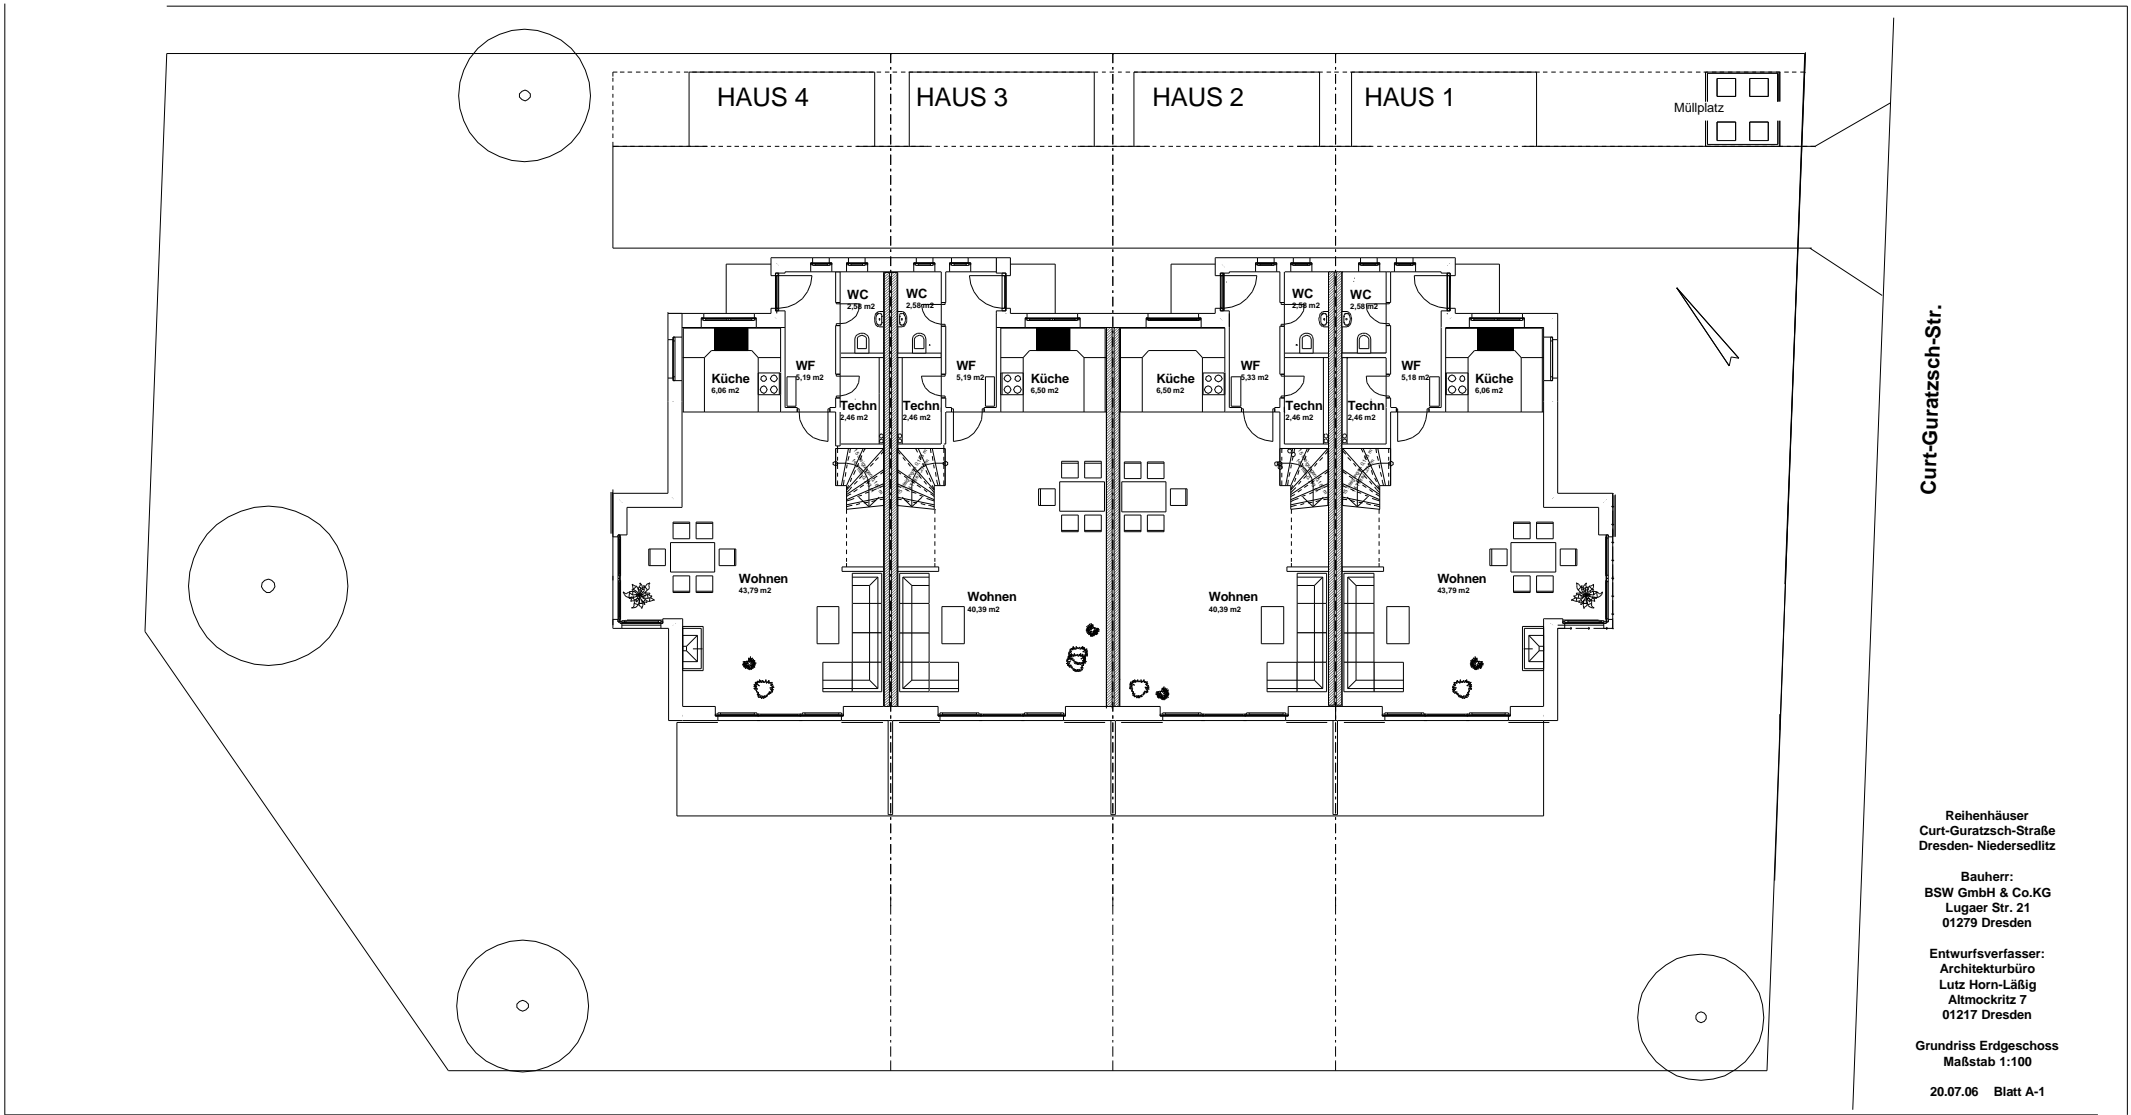 HAUS 4
HAUS 3
HAUS 2
HAUS 1
Müllplatz
WC
2,58 m2
WC
2,58 m2
WC
2,58 m2
WC
2,58 m2
WF
5,19 m2
WF
5,19 m2
WF
5,33 m2
WF
5,18 m2
Küche
6,06 m2
Küche
6,50 m2
Küche
6,50 m2
Küche
6,06 m2
Techn
2,46 m2
Techn
2,46 m2
Techn
2,46 m2
Techn
2,46 m2
Wohnen
43,79 m2
Wohnen
40,39 m2
Wohnen
40,39 m2
Wohnen
43,79 m2
Curt-Guratzsch-Str.
Reihenhäuser
Curt-Guratzsch-Straße
Dresden- Niedersedlitz
Bauherr:
BSW GmbH & Co.KG
Lugaer Str. 21
01279 Dresden
Entwurfsverfasser:
Architekturbüro
Lutz Horn-Läßig
Altmockritz 7
01217 Dresden
Grundriss Erdgeschoss
Maßstab 1:100
20.07.06 Blatt A-1